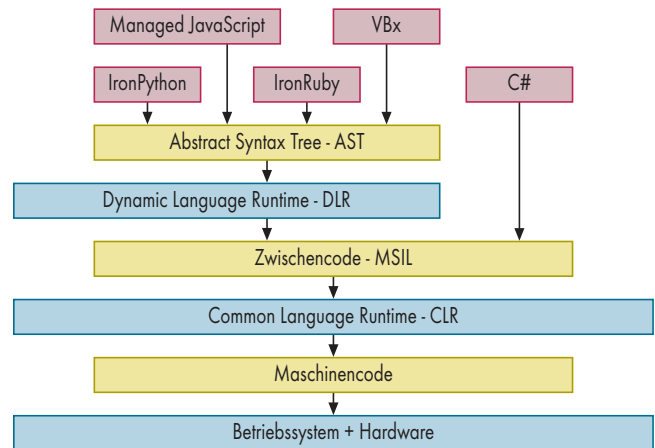 Managed JavaScript
VBx
IronPython
IronRuby
C#
Abstract Syntax Tree - AST
Dynamic Language Runtime - DLR
Zwischencode - MSIL
Common Language Runtime - CLR
Maschinencode
Betriebssystem + Hardware